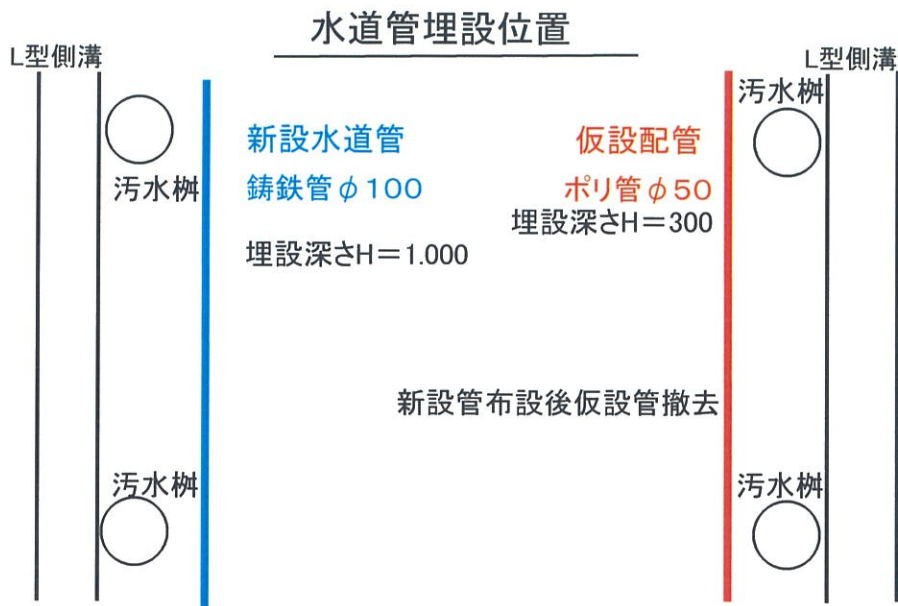 水道管埋設位置
L型側溝
L型側溝
汚水桝
新設水道管
仮設配管
汚水桝
鋳鉄管φ100
ポリ管φ50
埋設深さH=300
埋設深さH=1.000
新設管布設後仮設管撤去
汚水桝
汚水桝